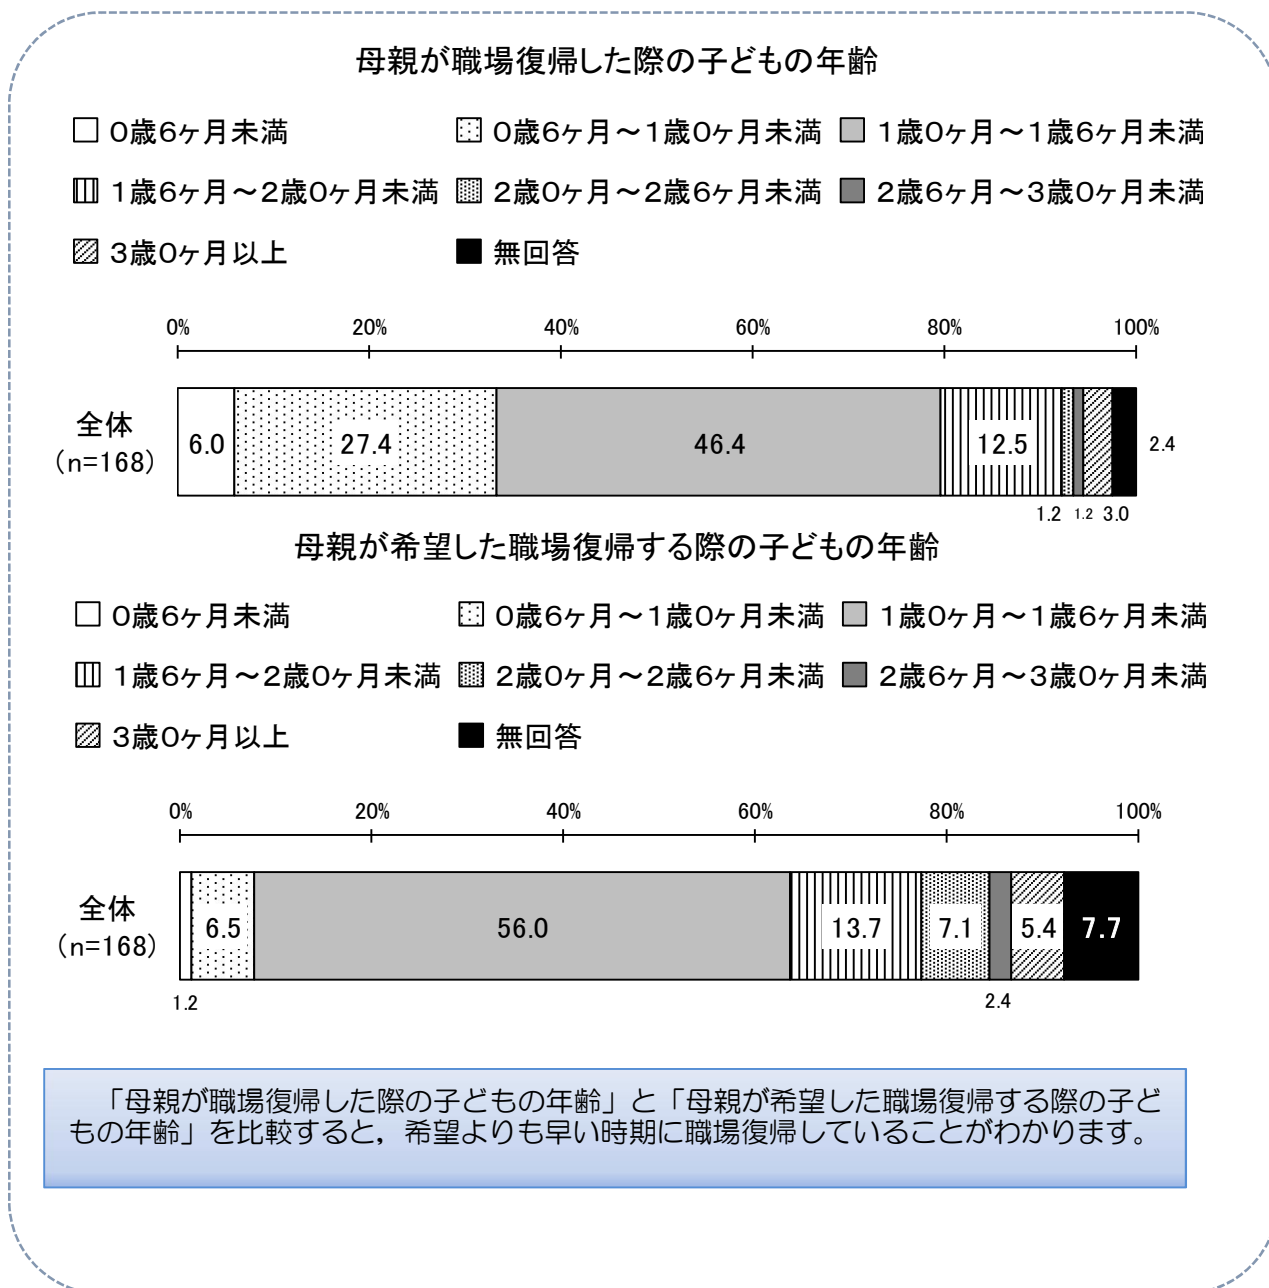 母親が職場復帰した際の子どもの年齢
0歳6ヶ月未満 0歳6ヶ月～1歳0ヶ月未満 1歳0ヶ月～1歳6ヶ月未満
1歳6ヶ月～2歳0ヶ月未満 2歳0ヶ月～2歳6ヶ月未満 2歳6ヶ月～3歳0ヶ月未満
3歳0ヶ月以上 無回答
0% 20% 40% 60% 80% 100%
全体
(n=168)
6.0 27.4 46.4 12.5 2.4
1.2 1.2 3.0
母親が希望した職場復帰する際の子どもの年齢
0歳6ヶ月未満 0歳6ヶ月～1歳0ヶ月未満 1歳0ヶ月～1歳6ヶ月未満
1歳6ヶ月～2歳0ヶ月未満 2歳0ヶ月～2歳6ヶ月未満 2歳6ヶ月～3歳0ヶ月未満
3歳0ヶ月以上 無回答
0% 20% 40% 60% 80% 100%
全体
(n=168)
6.5 56.0 13.7 7.1 5.4 7.7
1.2 2.4
「母親が職場復帰した際の子どもの年齢」と「母親が希望した職場復帰する際の子ど
もの年齢」を比較すると，希望よりも早い時期に職場復帰していることがわかります。